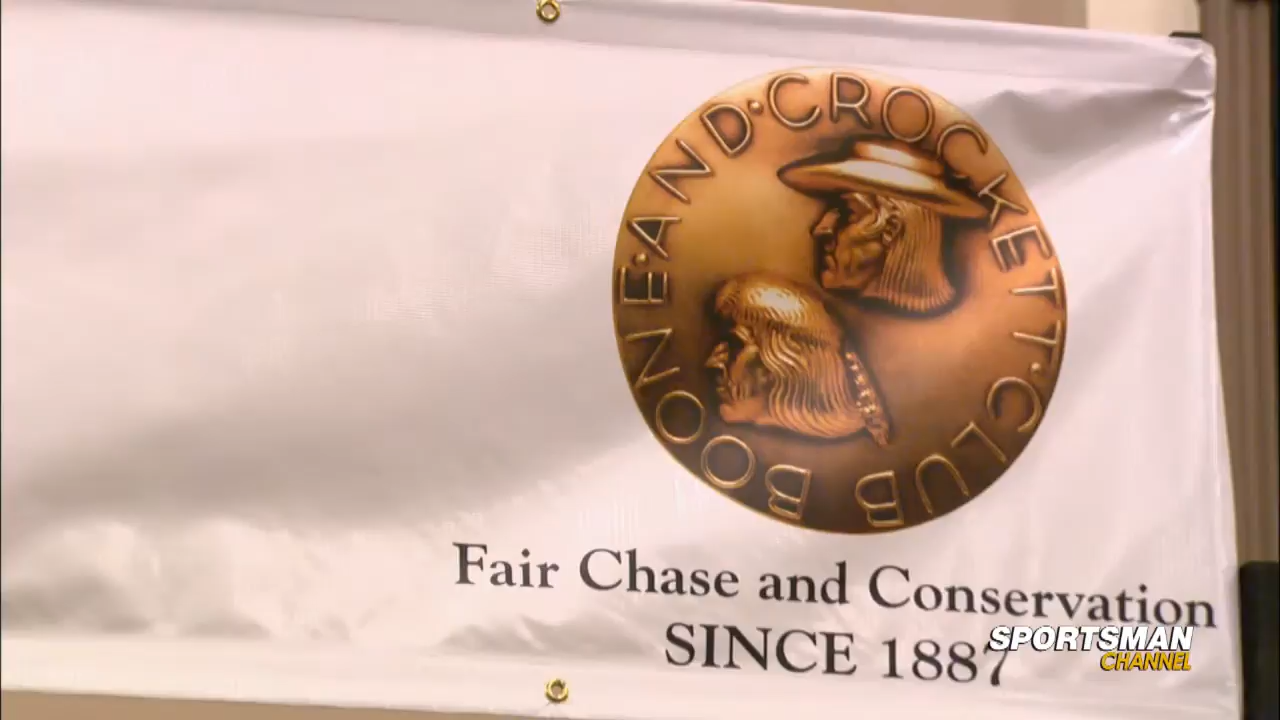 BOONE·AND·CROCKETT·CLUB
Fair Chase and Conservation
SINCE 1887
SPORTSMAN
CHANNEL